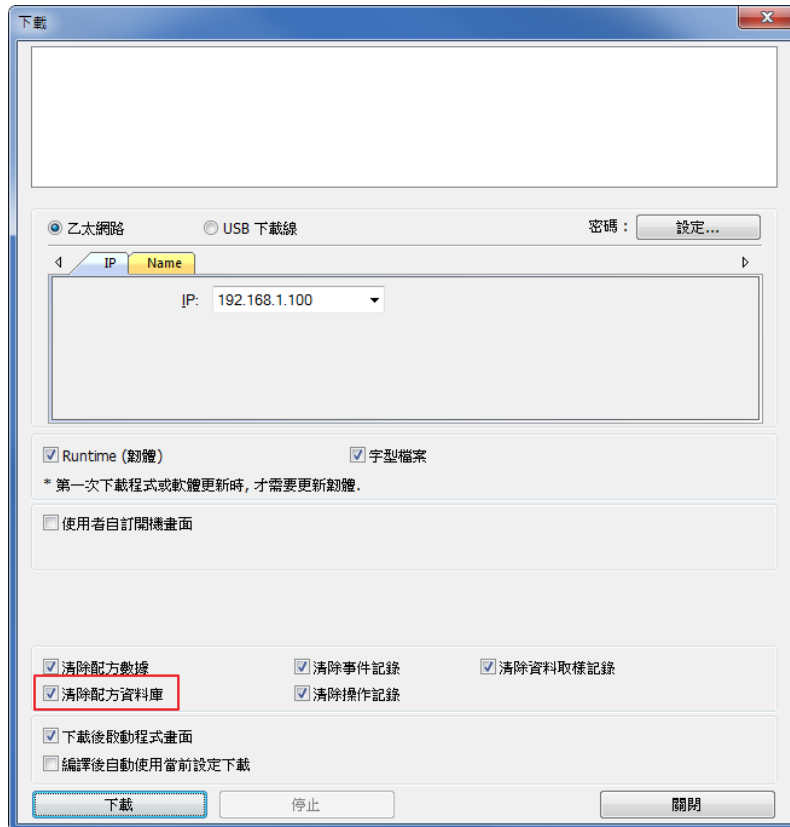 下載
乙太網路 USB 下載線 密碼： 設定...
IP Name
IP: 192.168.1.100
Runtime (韌體) 字型檔案
* 第一次下載程式或軟體更新時, 才需要更新韌體.
使用者自訂開機畫面
清除配方數據 清除事件記錄 清除資料取樣記錄
清除配方資料庫 清除操作記錄
下載後啟動程式畫面
編譯後自動使用當前設定下載
下載 停止 關閉